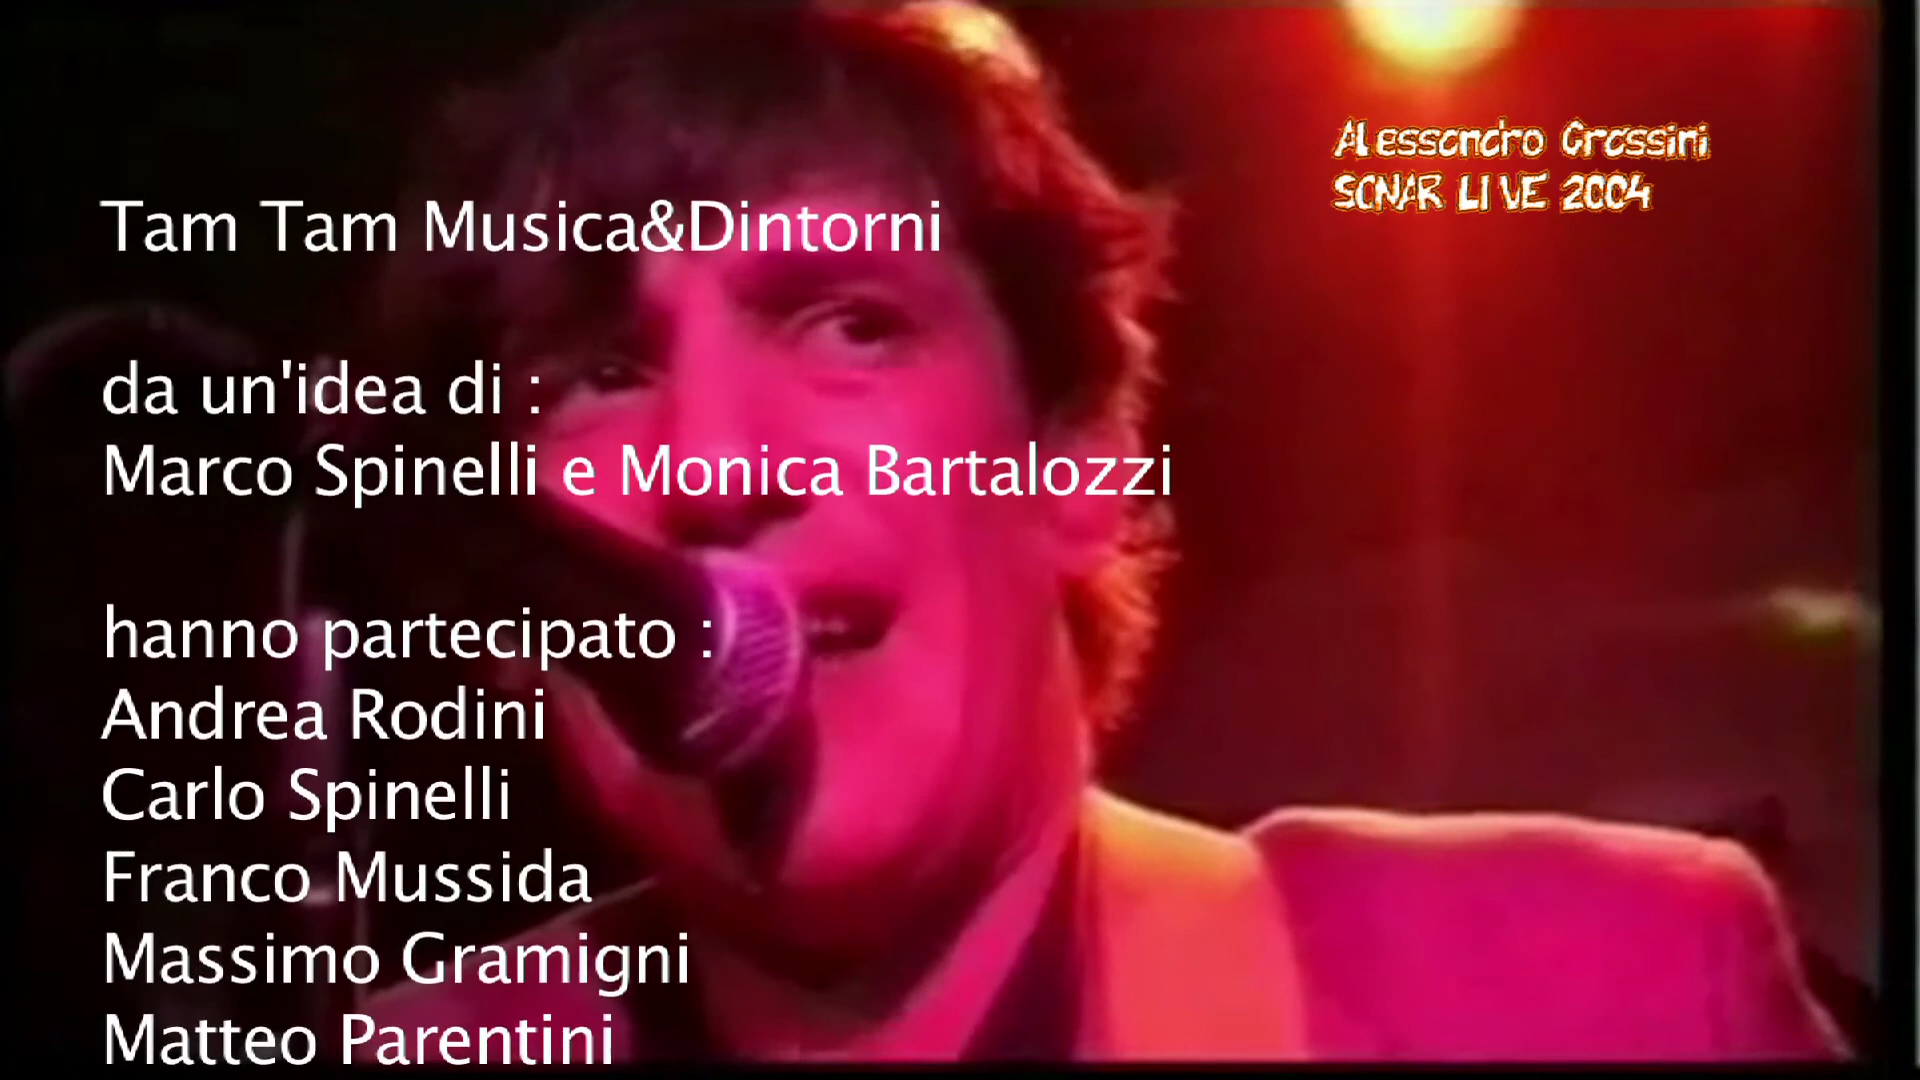 Alessandro Grassini
SONAR LIVE 2004
Tam Tam Musica&Dintorni
da un'idea di :
Marco Spinelli e Monica Bartalozzi
hanno partecipato :
Andrea Rodini
Carlo Spinelli
Franco Mussida
Massimo Gramigni
Matteo Parentini